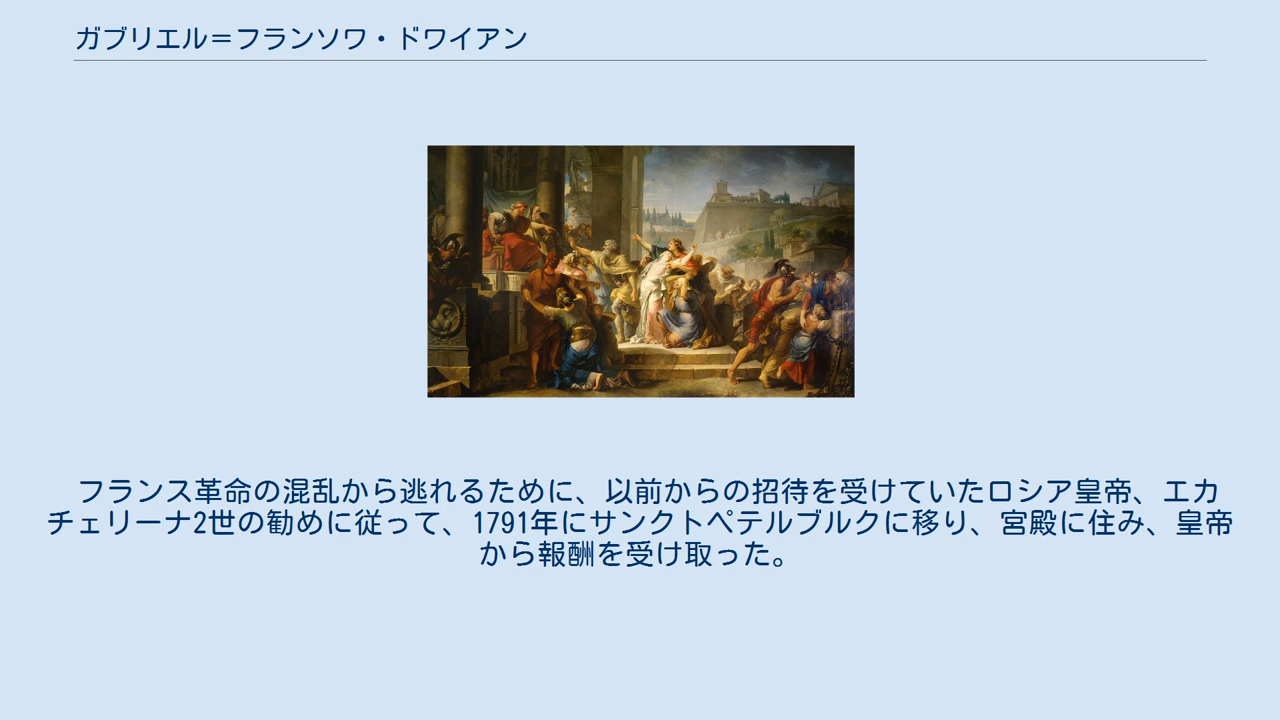 ガブリエル＝フランソワ・ドワイアン
フランス革命の混乱から逃れるために、以前からの招待を受けていたロシア皇帝、エカ
チェリーナ2世の勧めに従って、1791年にサンクトペテルブルクに移り、宮殿に住み、皇帝
から報酬を受け取った。